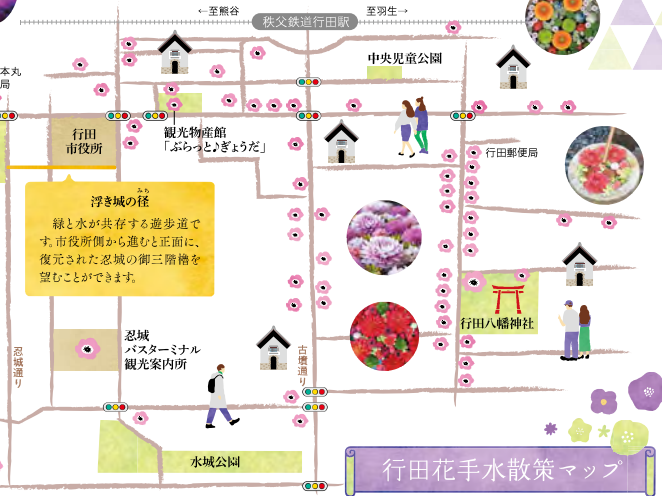 ←至熊谷
秩父鉄道行田駅
至羽生→
中央児童公園
本丸
局
行田
市役所
観光物産館
「ぶらっと♪ぎょうだ」
行田郵便局
浮き城の径
みち
緑と水が共存する遊歩道で
す。市役所側から進むと正面に、
復元された忍城の御三階櫓を
望むことができます。
行田八幡神社
忍城
バスターミナル
観光案内所
忍城通り
古墳通り
水城公園
行田花手水散策マップ